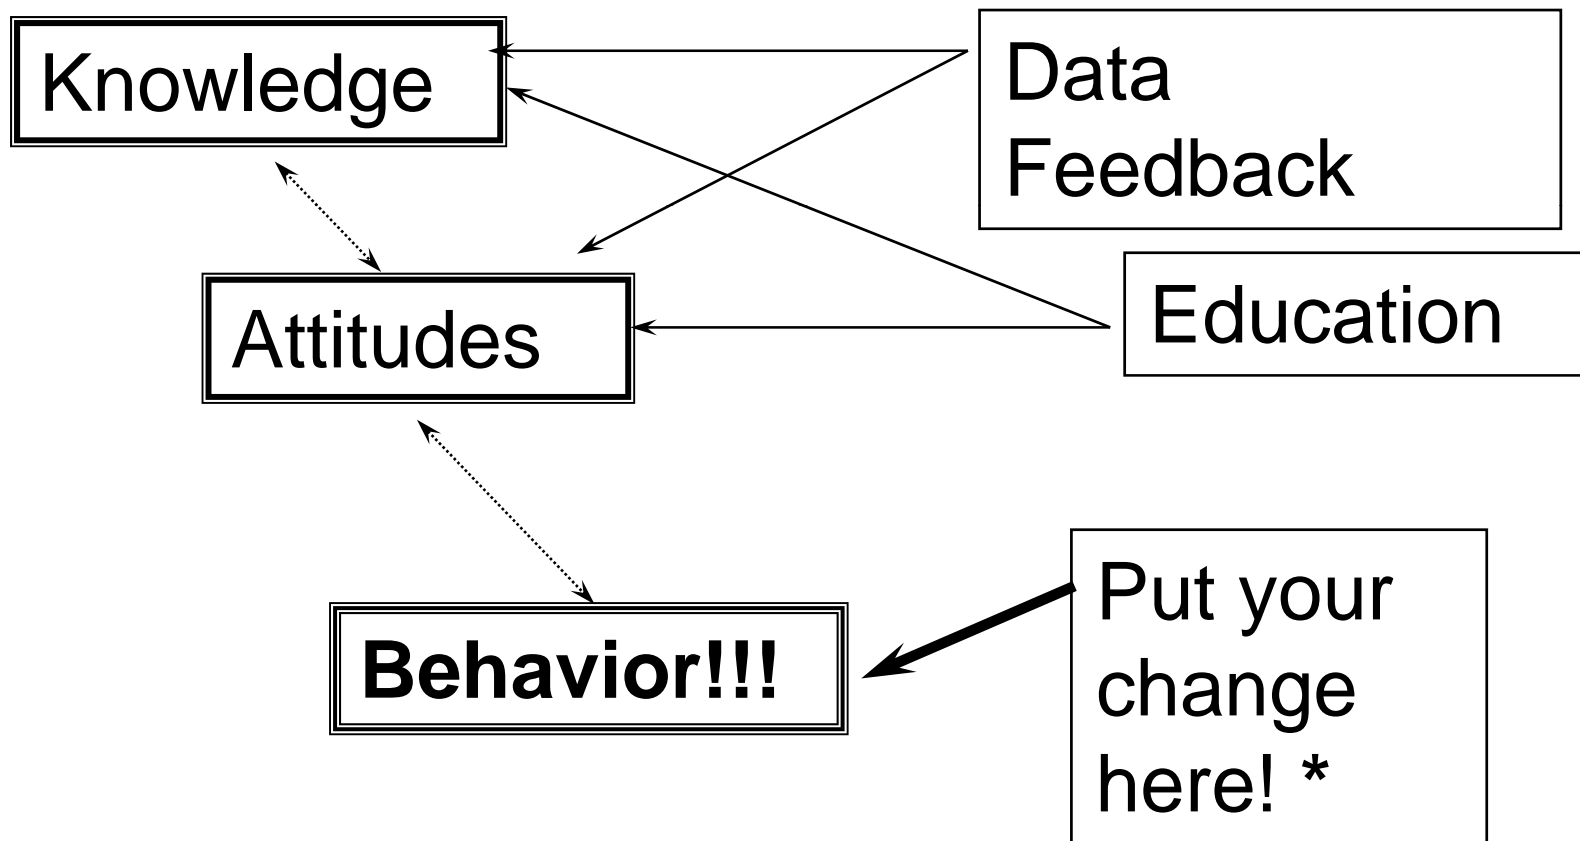 Knowledge
Data
Feedback
Attitudes
Education
Behavior!!!
Put your
change
here! *